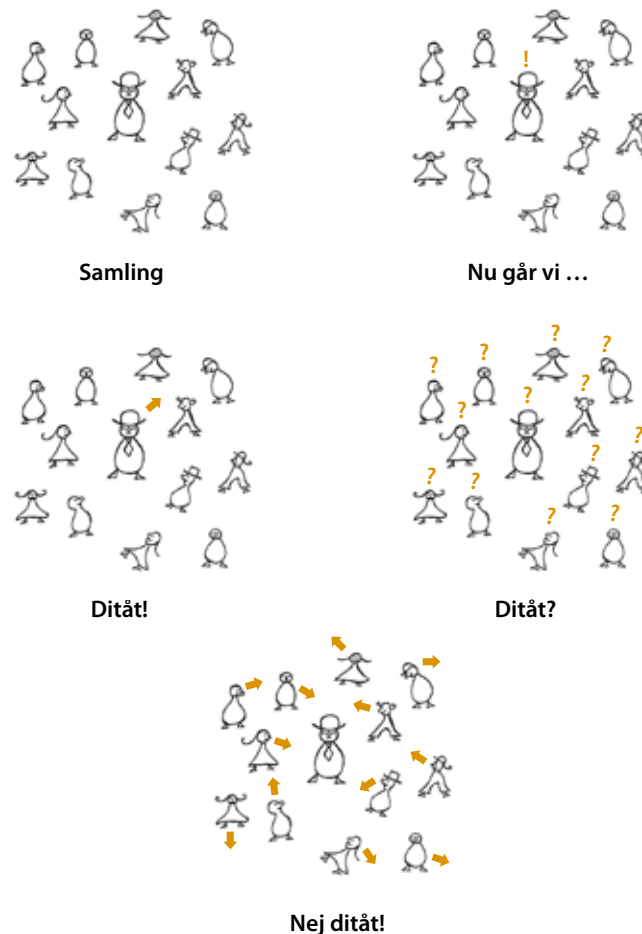 !
Samling
Nu går vi …
? ? ? ? ? ? ? ? ? ? ? ?
Ditåt!
Ditåt?
Nej ditåt!